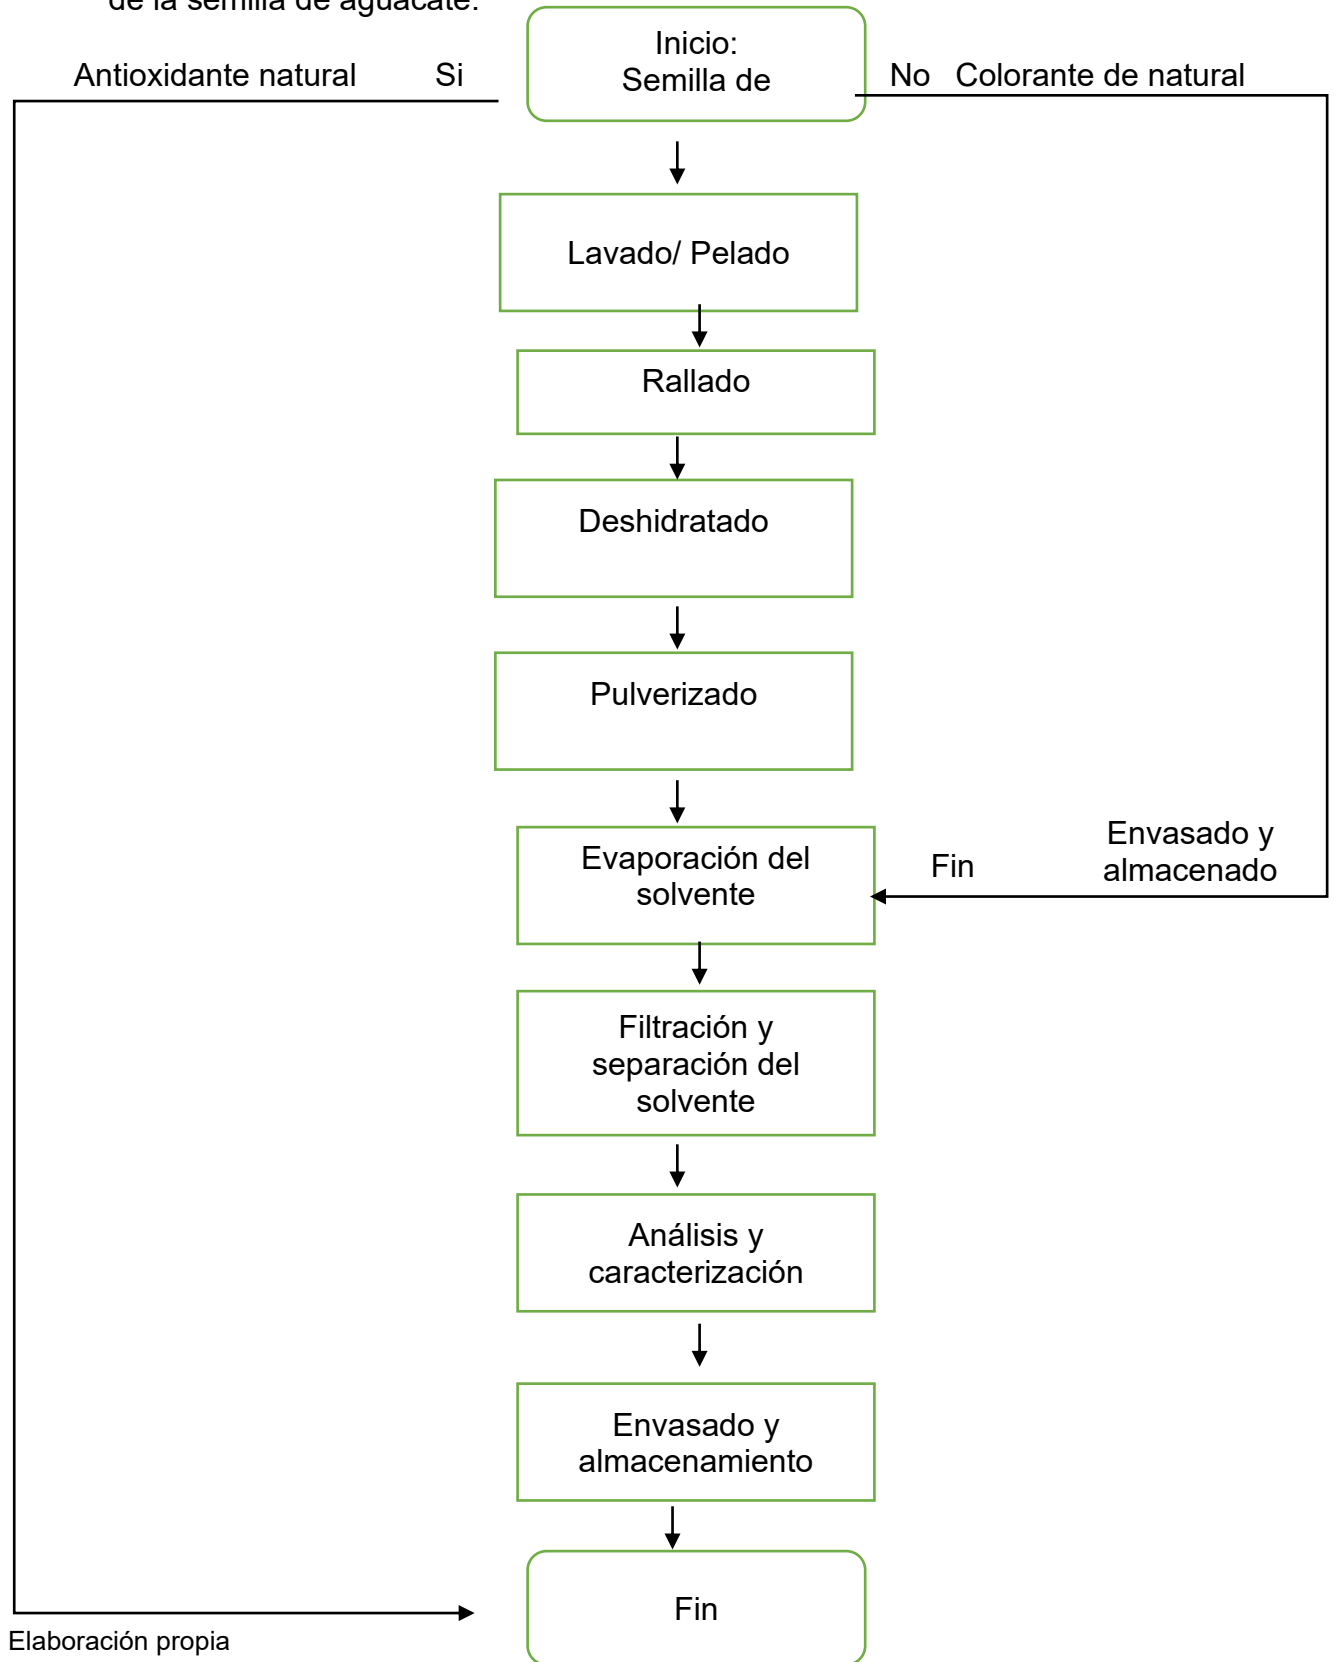 de la semilla de aguacate.
Inicio:
Semilla de
Antioxidante natural Si
No Colorante de natural
Lavado/ Pelado
Rallado
Deshidratado
Pulverizado
Evaporación del
solvente
Fin
Envasado y
almacenado
Filtración y
separación del
solvente
Análisis y
caracterización
Envasado y
almacenamiento
Fin
Elaboración propia